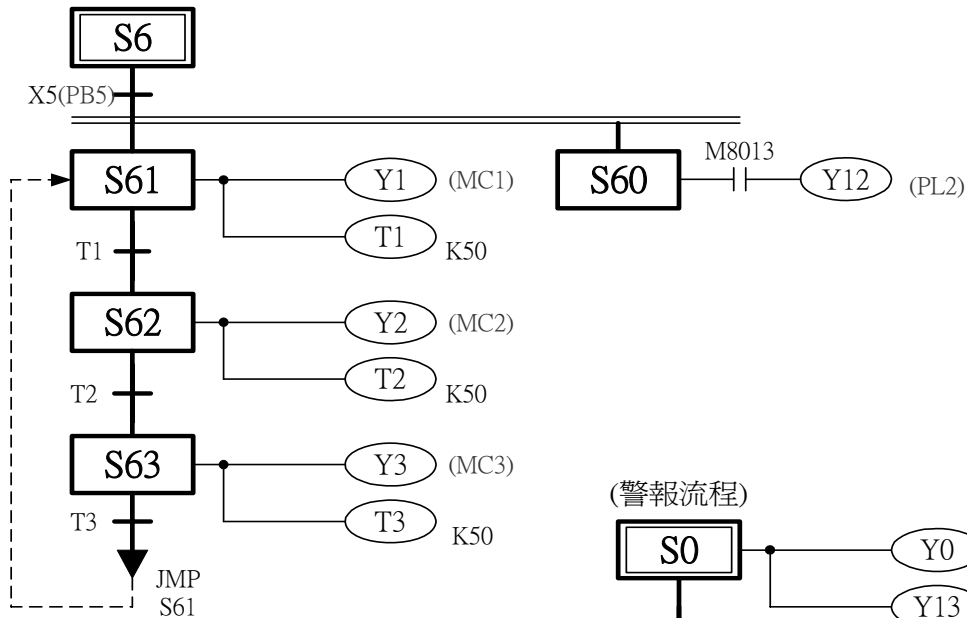 S6
X5(PB5)
S61
Y1 (MC1)
T1 K50
T1
S62
Y2 (MC2)
T2 K50
T2
S63
Y3 (MC3)
T3 K50
T3
JMP
S61
S60
M8013
Y12 (PL2)
(警報流程)
S0
Y0
Y13